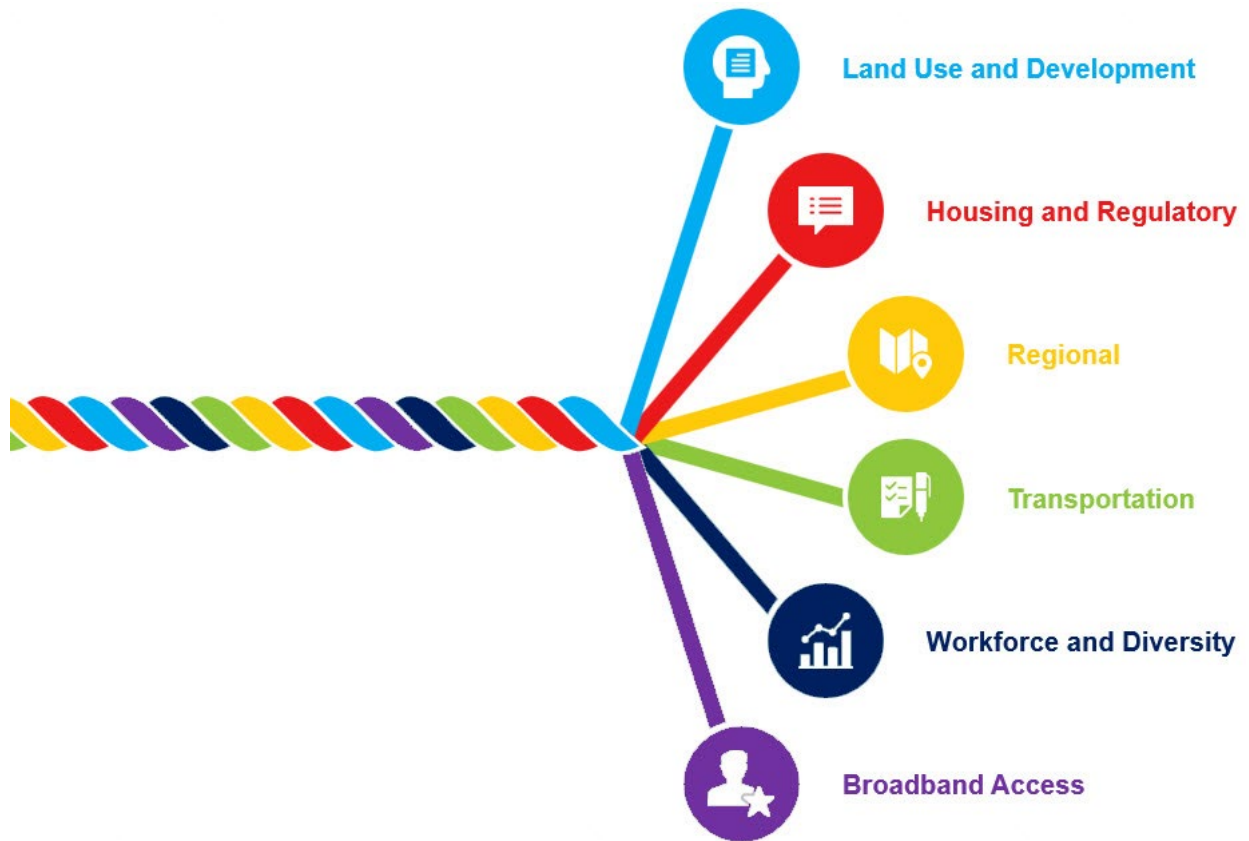 Land Use and Development
Housing and Regulatory
Regional
Transportation
Workforce and Diversity
Broadband Access